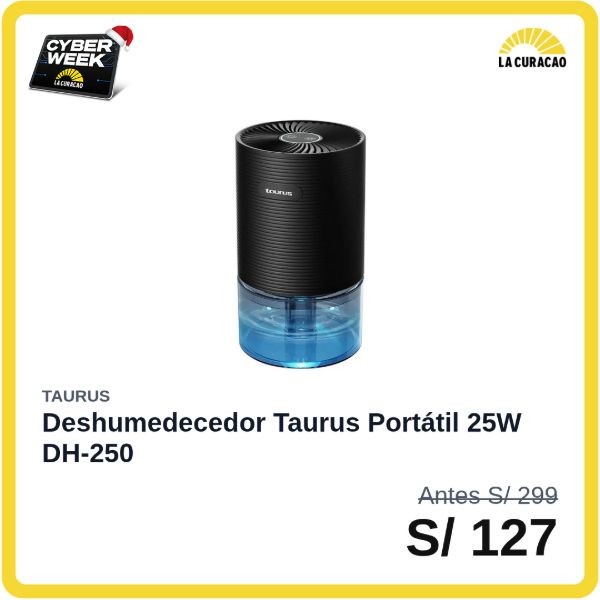 CYBER
WEEK
LA CURACAO
LA CURACAO
taurus
TAURUS
Deshumedecedor Taurus Portátil 25W
DH-250
Antes S/ 299
S/ 127